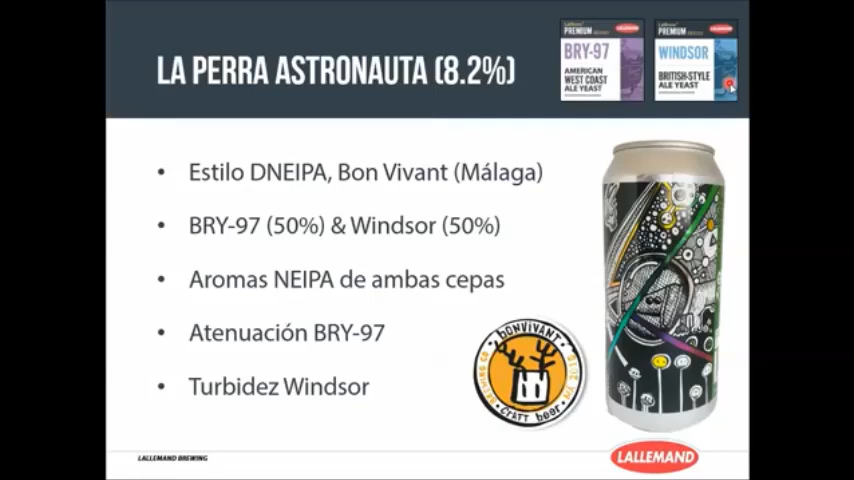 LA PERRA ASTRONAUTA (8.2%)
Lallemand
PREMIUM
LALLEMAND
BRY-97
AMERICAN
WEST COAST
ALE YEAST
Lallemand
PREMIUM
LALLEMAND
WINDSOR
BRITISH-STYLE
ALE YEAST
• Estilo DNEIPA, Bon Vivant (Málaga)
• BRY-97 (50%) & Windsor (50%)
• Aromas NEIPA de ambas cepas
• Atenuación BRY-97
• Turbidez Windsor
bonVivant
craft beer
LALLEMAND BREWING
LALLEMAND